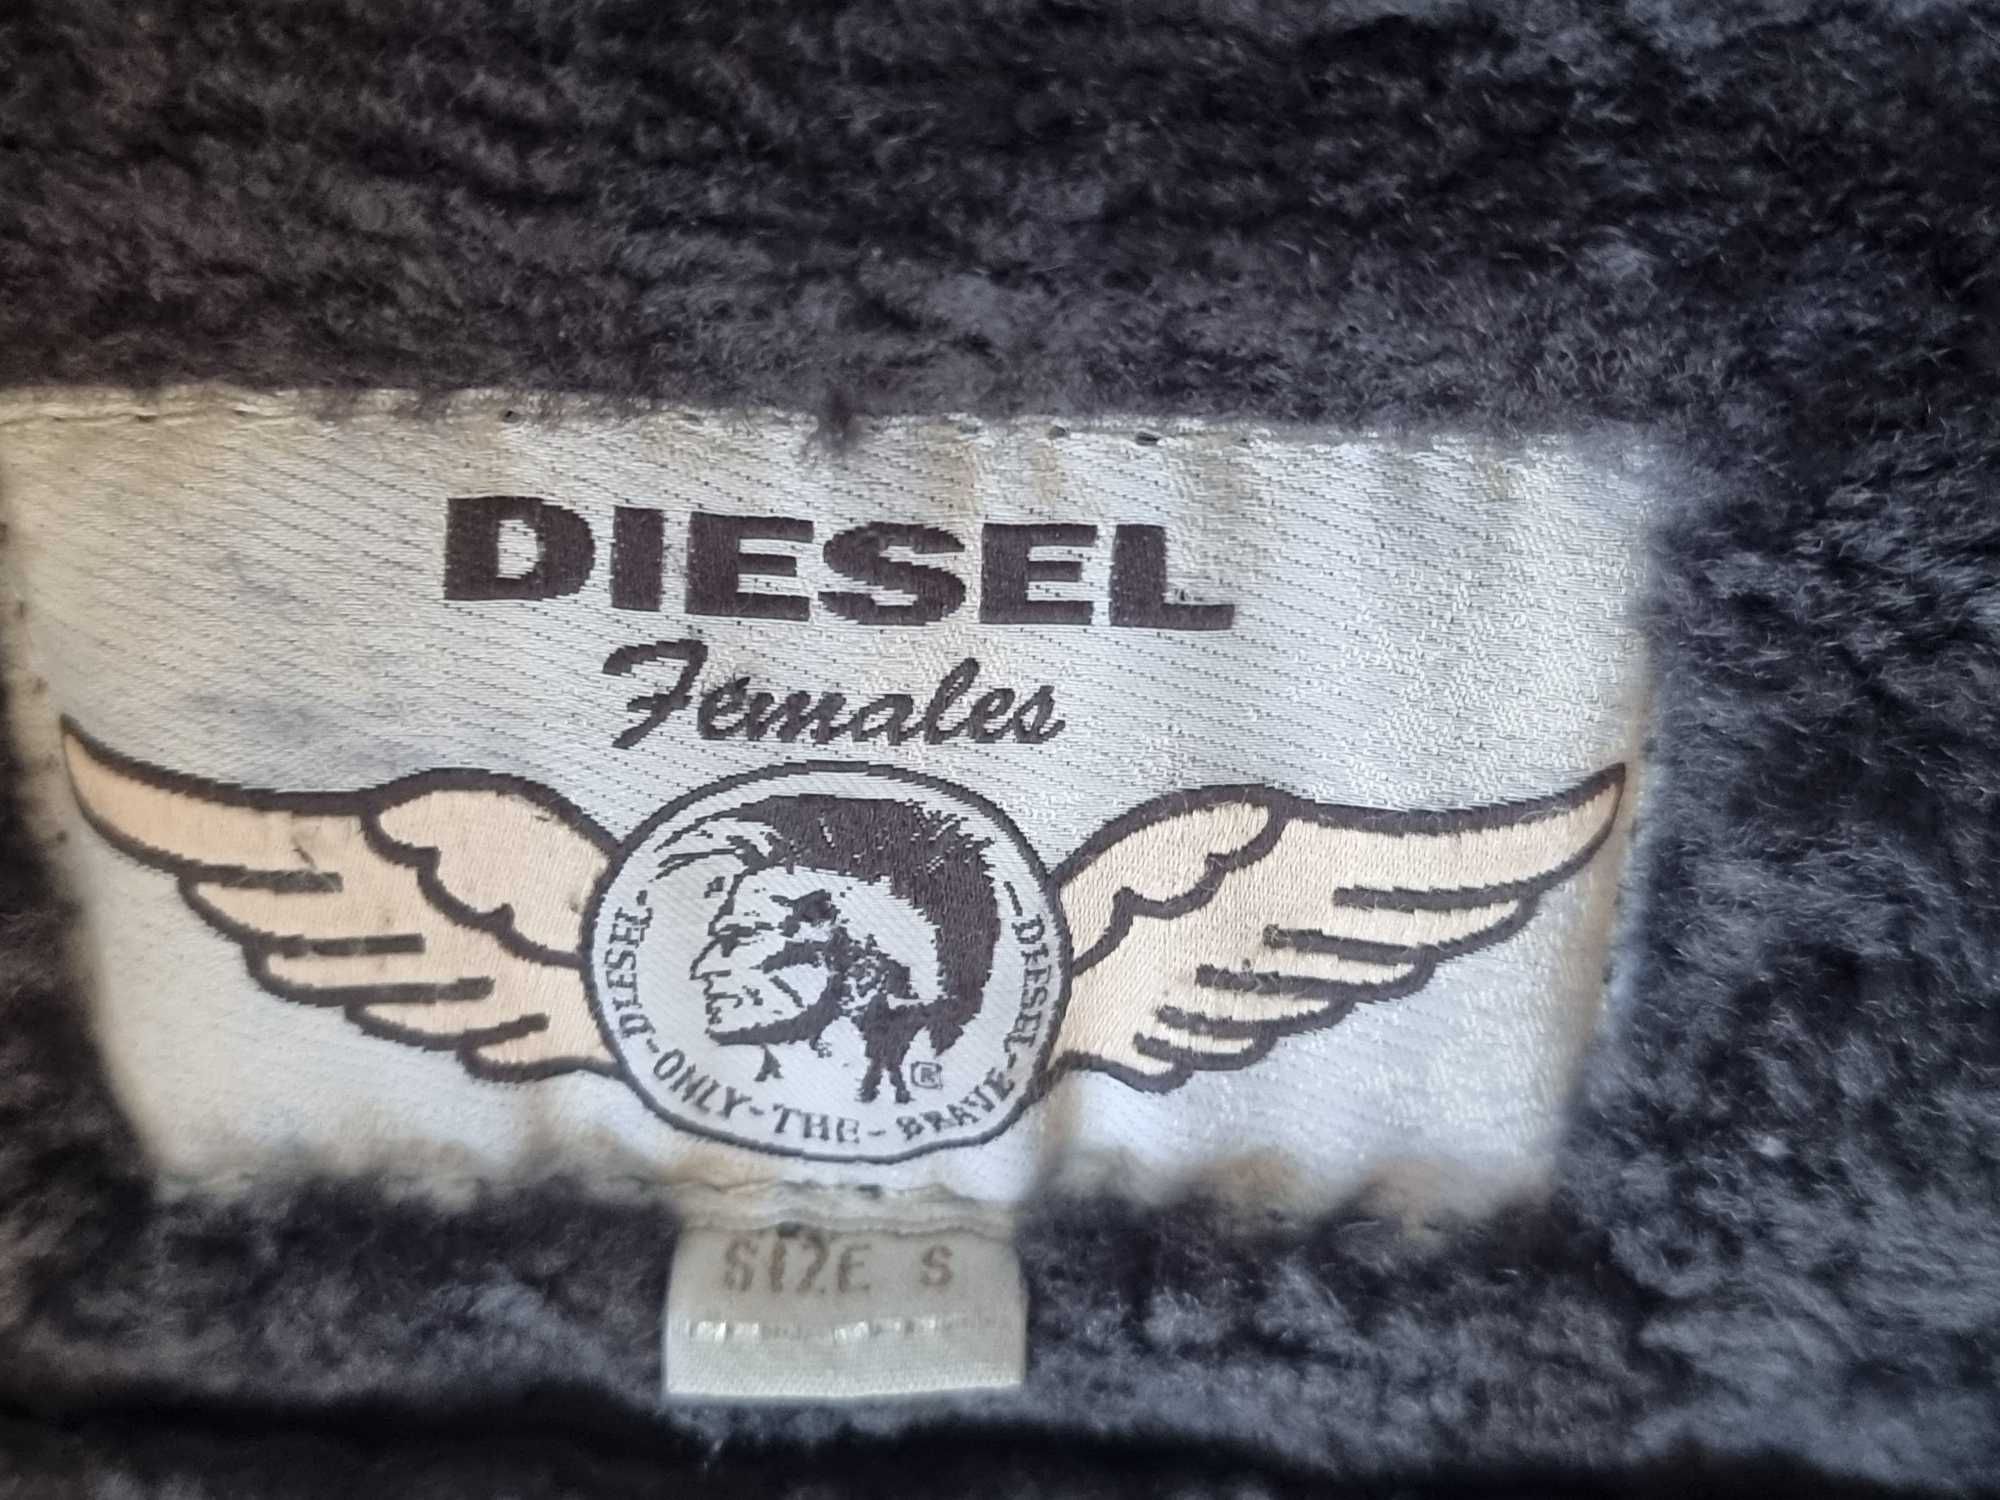 DIESEL
Females
DIESEL-ONLY-THE-BRAVE-DIESEL
®
SIZE S